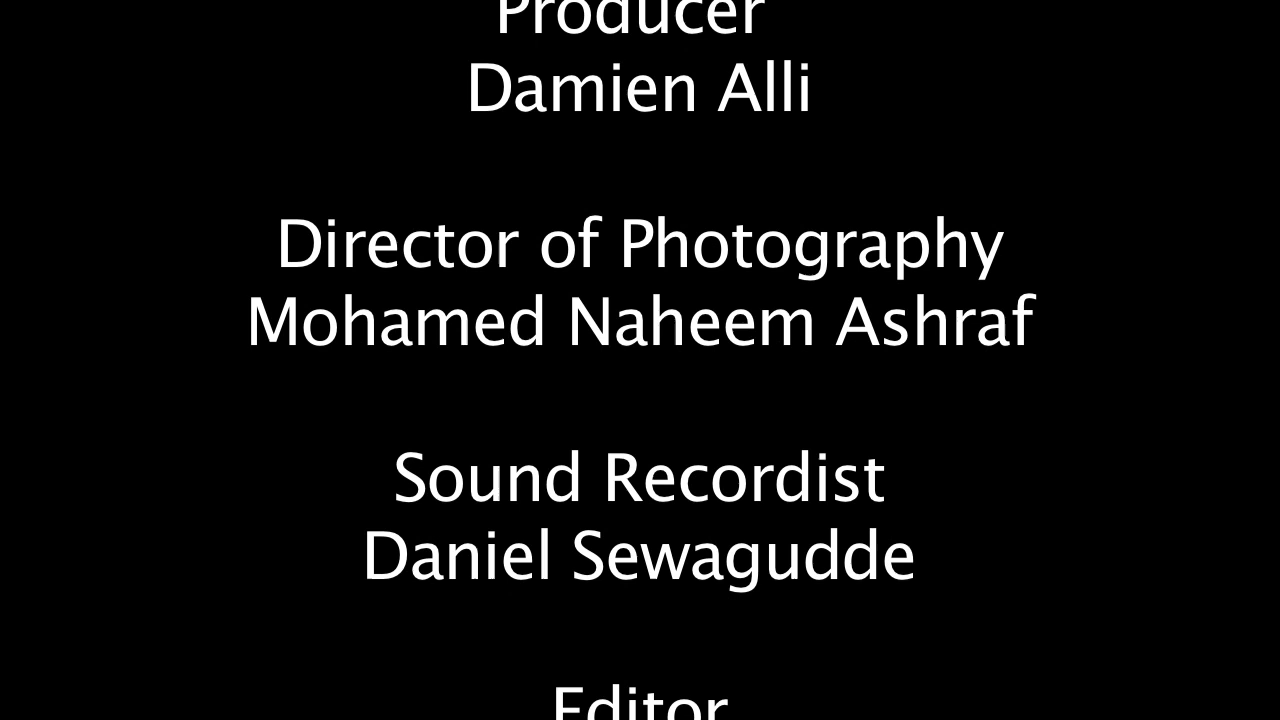 Producer
Damien Alli
Director of Photography
Mohamed Naheem Ashraf
Sound Recordist
Daniel Sewagudde
Editor